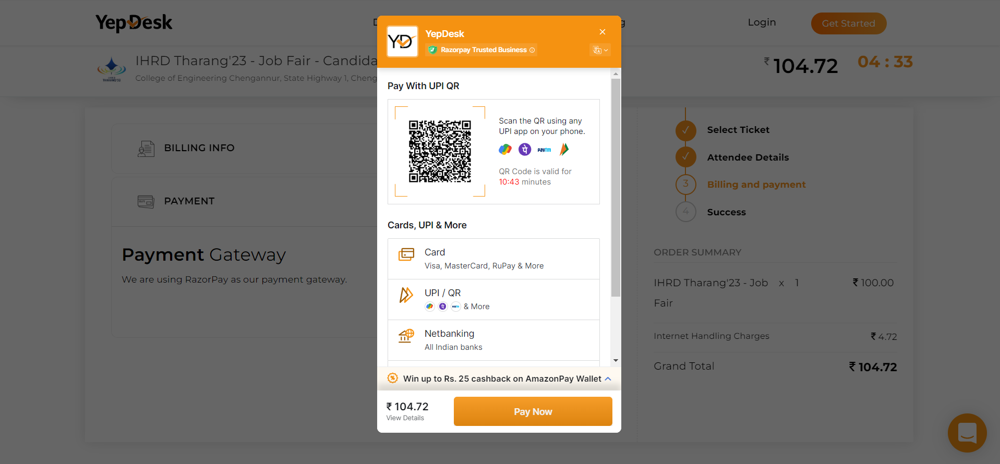 YepDesk
Login
Get Started
IHRD Tharang'23 - Job Fair - Candida
College of Engineering Chengannur, State Highway 1, Cheng
₹ 104.72
04 : 33
BILLING INFO
PAYMENT
Payment Gateway
We are using RazorPay as our payment gateway.
YD
YepDesk
Razorpay Trusted Business
Pay With UPI QR
Scan the QR using any
UPI app on your phone.
paytm
QR Code is valid for
10:43 minutes
Cards, UPI & More
Card
Visa, MasterCard, RuPay & More
UPI / QR
& More
Netbanking
All Indian banks
Win up to Rs. 25 cashback on AmazonPay Wallet
₹ 104.72
View Details
Pay Now
Select Ticket
Attendee Details
3 Billing and payment
4 Success
ORDER SUMMARY
IHRD Tharang'23 - Job x 1 ₹ 100.00
Fair
Internet Handling Charges ₹ 4.72
Grand Total ₹ 104.72